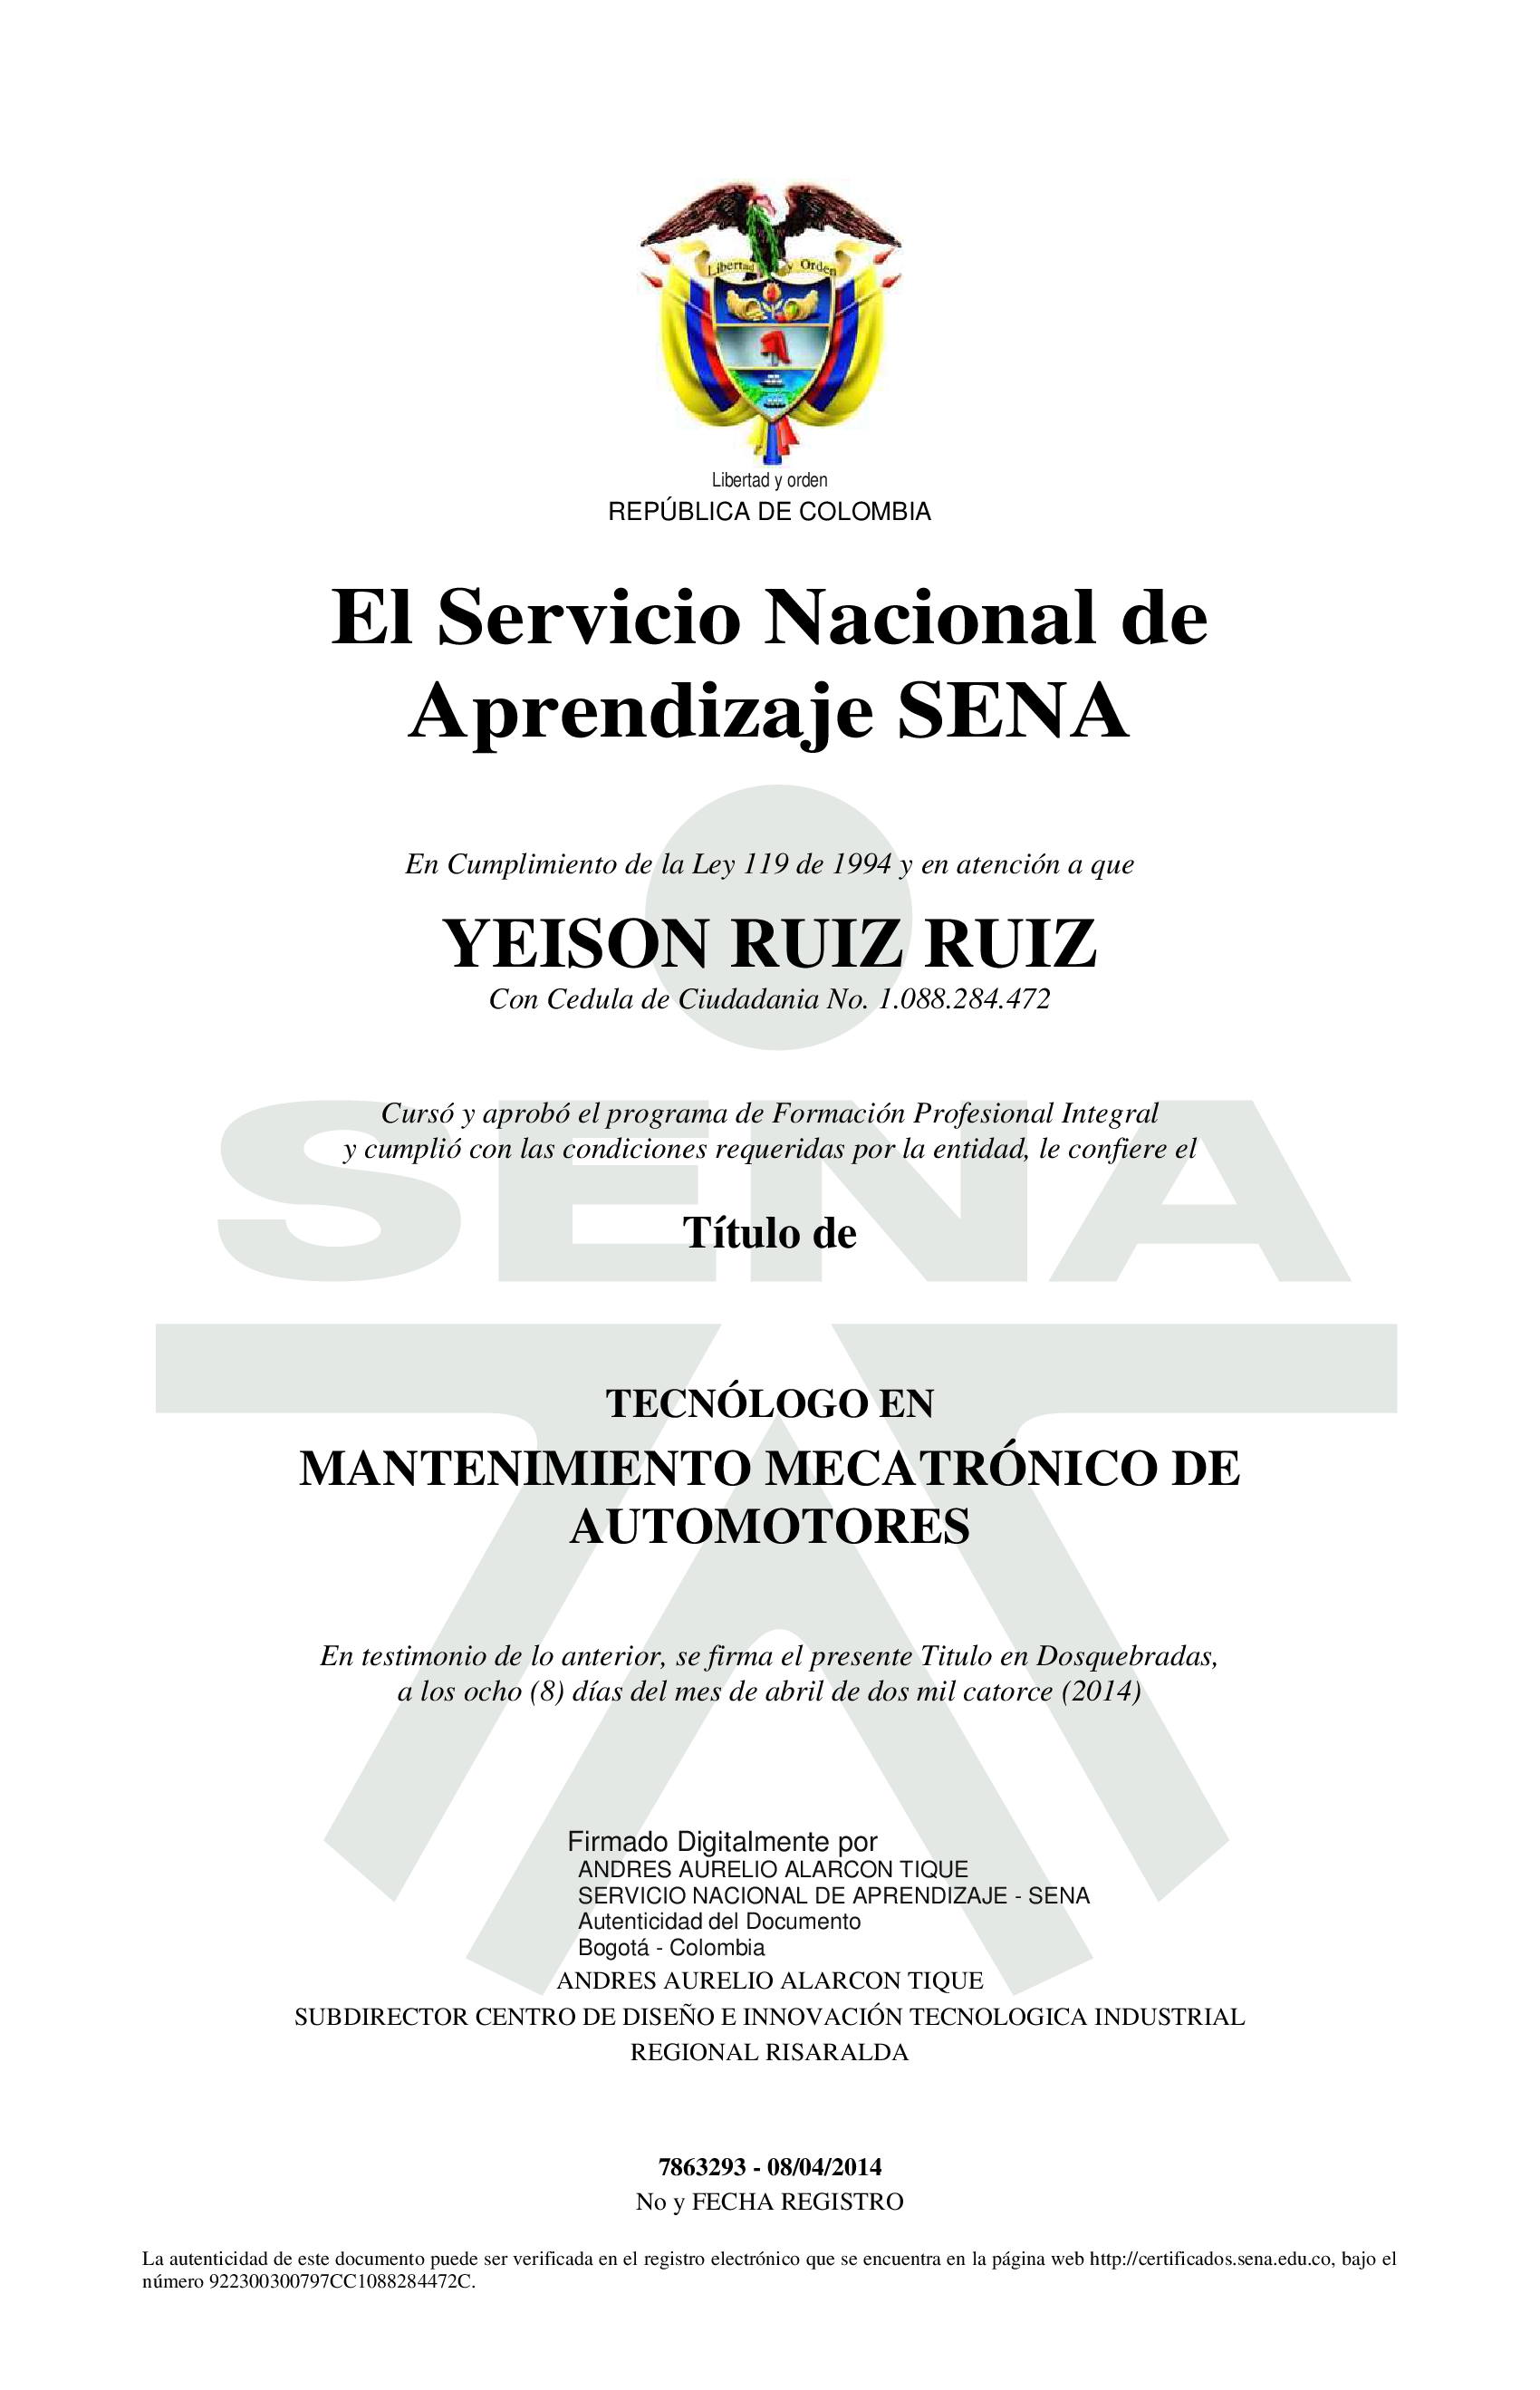 Libertad y Orden
Libertad y orden
REPÚBLICA DE COLOMBIA
El Servicio Nacional de
Aprendizaje SENA
En Cumplimiento de la Ley 119 de 1994 y en atención a que
YEISON RUIZ RUIZ
Con Cedula de Ciudadania No. 1.088.284.472
SENA
Cursó y aprobó el programa de Formación Profesional Integral
y cumplió con las condiciones requeridas por la entidad, le confiere el
Título de
TECNÓLOGO EN
MANTENIMIENTO MECATRÓNICO DE
AUTOMOTORES
En testimonio de lo anterior, se firma el presente Titulo en Dosquebradas,
a los ocho (8) días del mes de abril de dos mil catorce (2014)
Firmado Digitalmente por
ANDRES AURELIO ALARCON TIQUE
SERVICIO NACIONAL DE APRENDIZAJE - SENA
Autenticidad del Documento
Bogotá - Colombia
ANDRES AURELIO ALARCON TIQUE
SUBDIRECTOR CENTRO DE DISEÑO E INNOVACIÓN TECNOLOGICA INDUSTRIAL
REGIONAL RISARALDA
7863293 - 08/04/2014
No y FECHA REGISTRO
La autenticidad de este documento puede ser verificada en el registro electrónico que se encuentra en la página web http://certificados.sena.edu.co, bajo el
número 922300300797CC1088284472C.